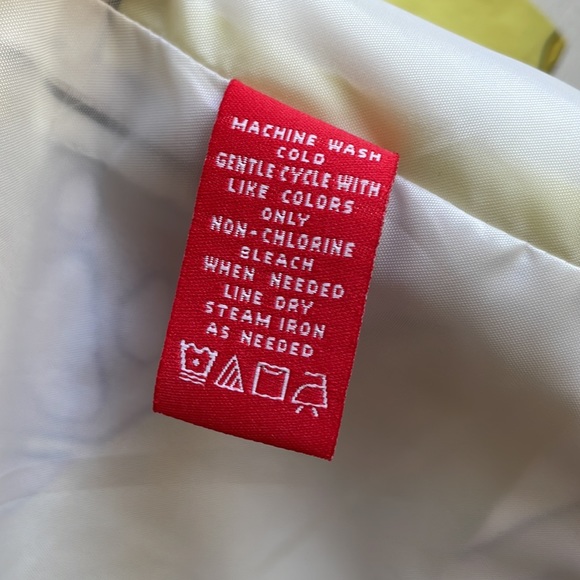 MACHINE WASH
COLD
GENTLE CYCLE WITH
LIKE COLORS
ONLY
NON-CHLORINE
BLEACH
WHEN NEEDED
LINE DRY
STEAM IRON
AS NEEDED